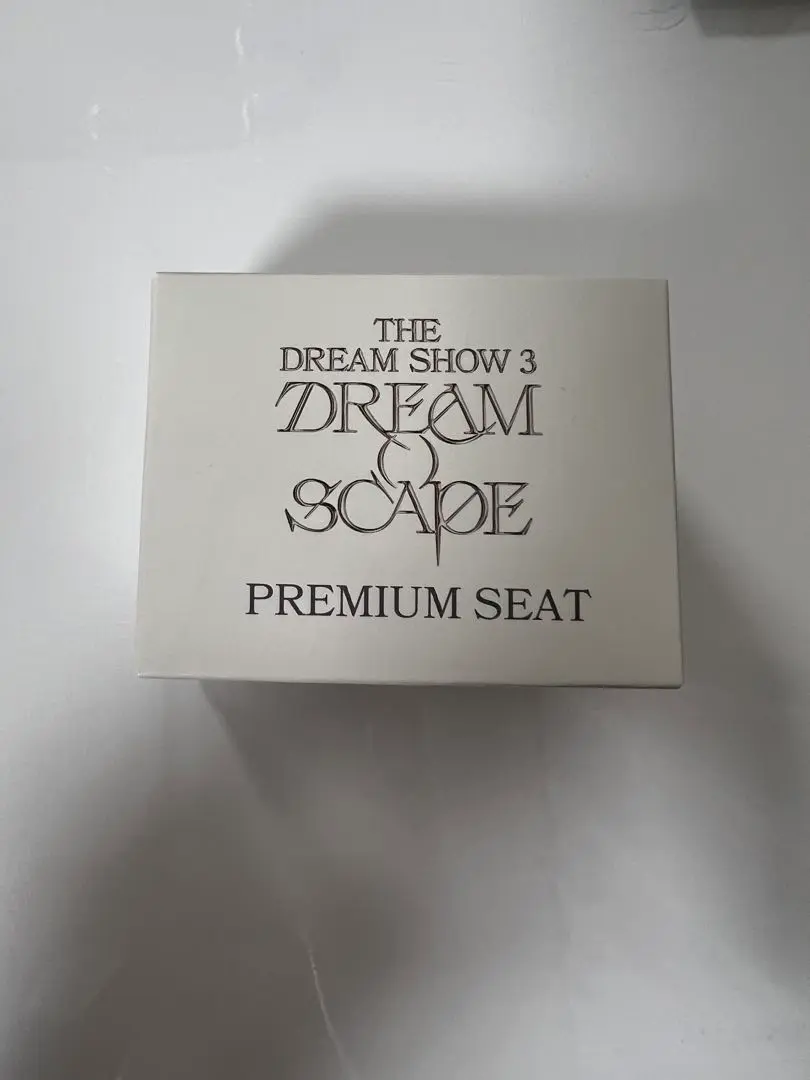 THE
DREAM SHOW 3
DREAM
( )
SCAPE
PREMIUM SEAT